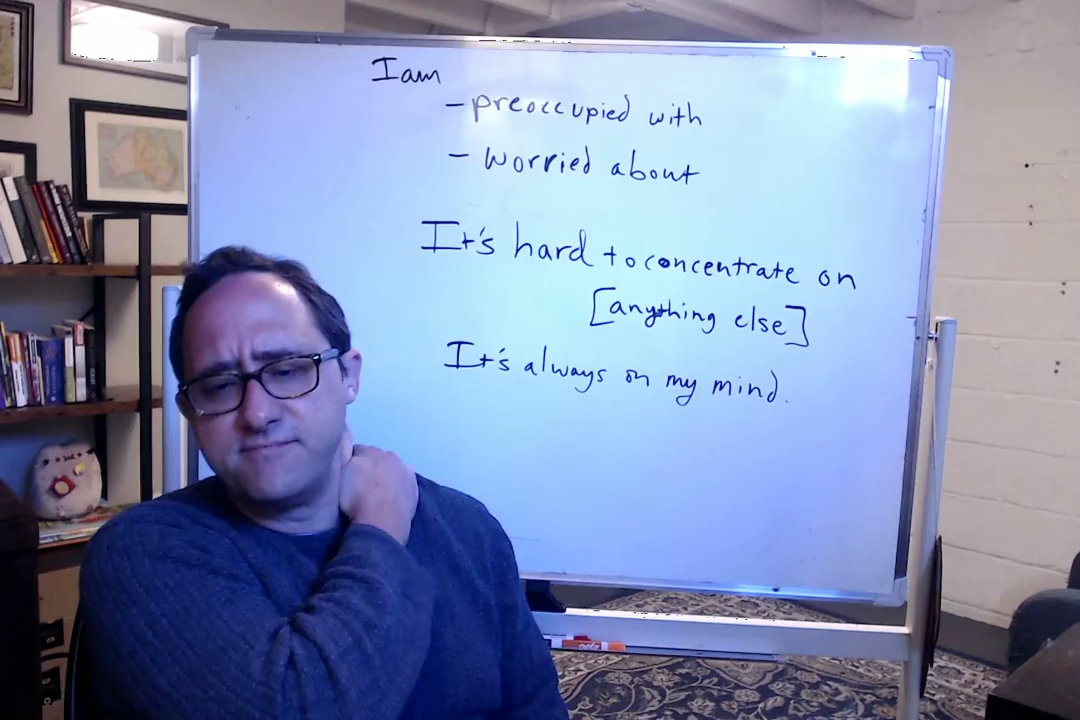 I am
- preoccupied with
- worried about
It's hard to concentrate on
[anything else]
It's always on my mind.